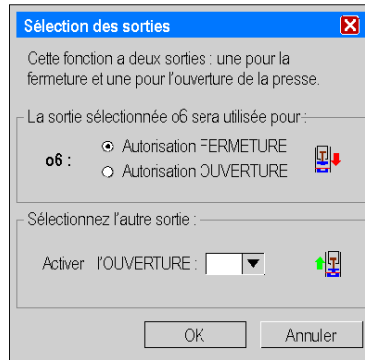 Sélection des sorties
Cette fonction a deux sorties : une pour la
fermeture et une pour l'ouverture de la presse.
La sortie sélectionnée o6 sera utilisée pour :
o6 :
Autorisation FERMETURE
Autorisation OUVERTURE
Sélectionnez l'autre sortie :
Activer l'OUVERTURE :
OK
Annuler